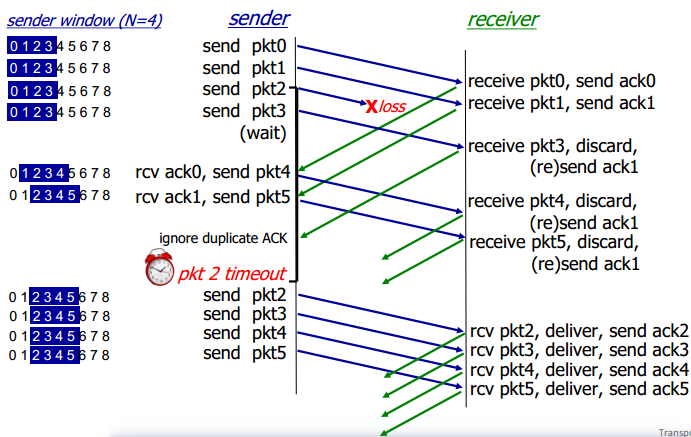 sender window (N=4) sender receiver
0 1 2 3 4 5 6 7 8 send pkt0
0 1 2 3 4 5 6 7 8 send pkt1
receive pkt0, send ack0
0 1 2 3 4 5 6 7 8 send pkt2
X loss
receive pkt1, send ack1
0 1 2 3 4 5 6 7 8 send pkt3
(wait)
receive pkt3, discard,
(re)send ack1
0 1 2 3 4 5 6 7 8 rcv ack0, send pkt4
0 1 2 3 4 5 6 7 8 rcv ack1, send pkt5
receive pkt4, discard,
(re)send ack1
ignore duplicate ACK
receive pkt5, discard,
(re)send ack1
pkt 2 timeout
0 1 2 3 4 5 6 7 8 send pkt2
0 1 2 3 4 5 6 7 8 send pkt3
0 1 2 3 4 5 6 7 8 send pkt4
0 1 2 3 4 5 6 7 8 send pkt5
rcv pkt2, deliver, send ack2
rcv pkt3, deliver, send ack3
rcv pkt4, deliver, send ack4
rcv pkt5, deliver, send ack5
Transpo